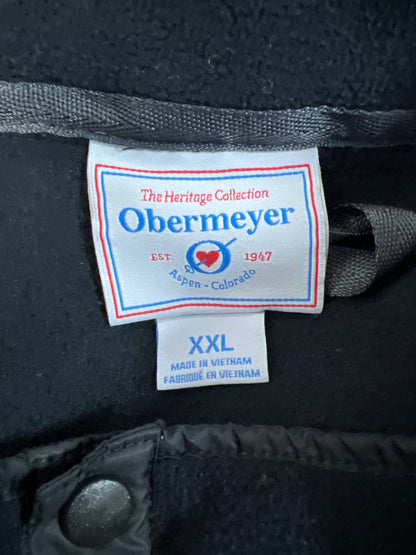 The Heritage Collection
Obermeyer
EST. 1947
Aspen - Colorado
XXL
MADE IN VIETNAM
FABRIQUÉ EN VIETNAM